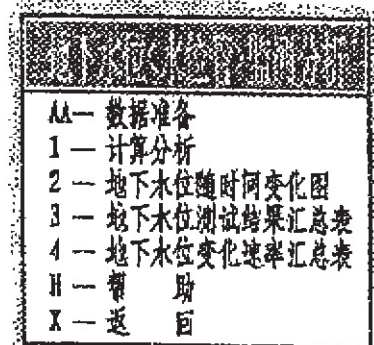 AA— 数据准备
1 — 计算分析
2 — 地下水位随时间变化图
3 — 地下水位测试结果汇总表
4 — 地下水位变化速率汇总表
H — 帮　　助
X — 返　　回